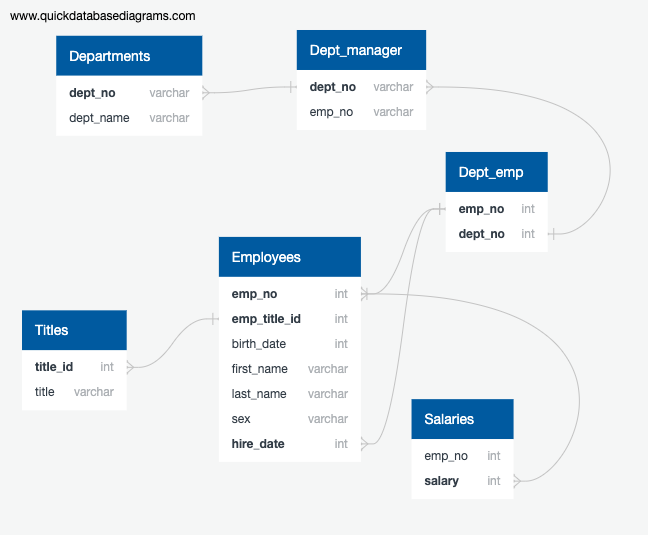 www.quickdatabasediagrams.com
Departments
dept_no varchar
dept_name varchar
Dept_manager
dept_no varchar
emp_no varchar
Dept_emp
emp_no int
dept_no int
Employees
emp_no int
emp_title_id int
birth_date int
first_name varchar
last_name varchar
sex varchar
hire_date int
Titles
title_id int
title varchar
Salaries
emp_no int
salary int